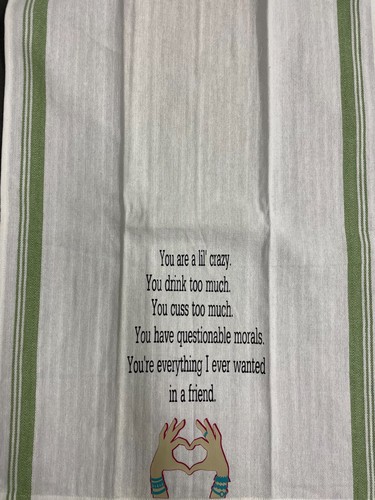 You are a lil' crazy.
You drink too much.
You cuss too much.
You have questionable morals.
You're everything I ever wanted
in a friend.